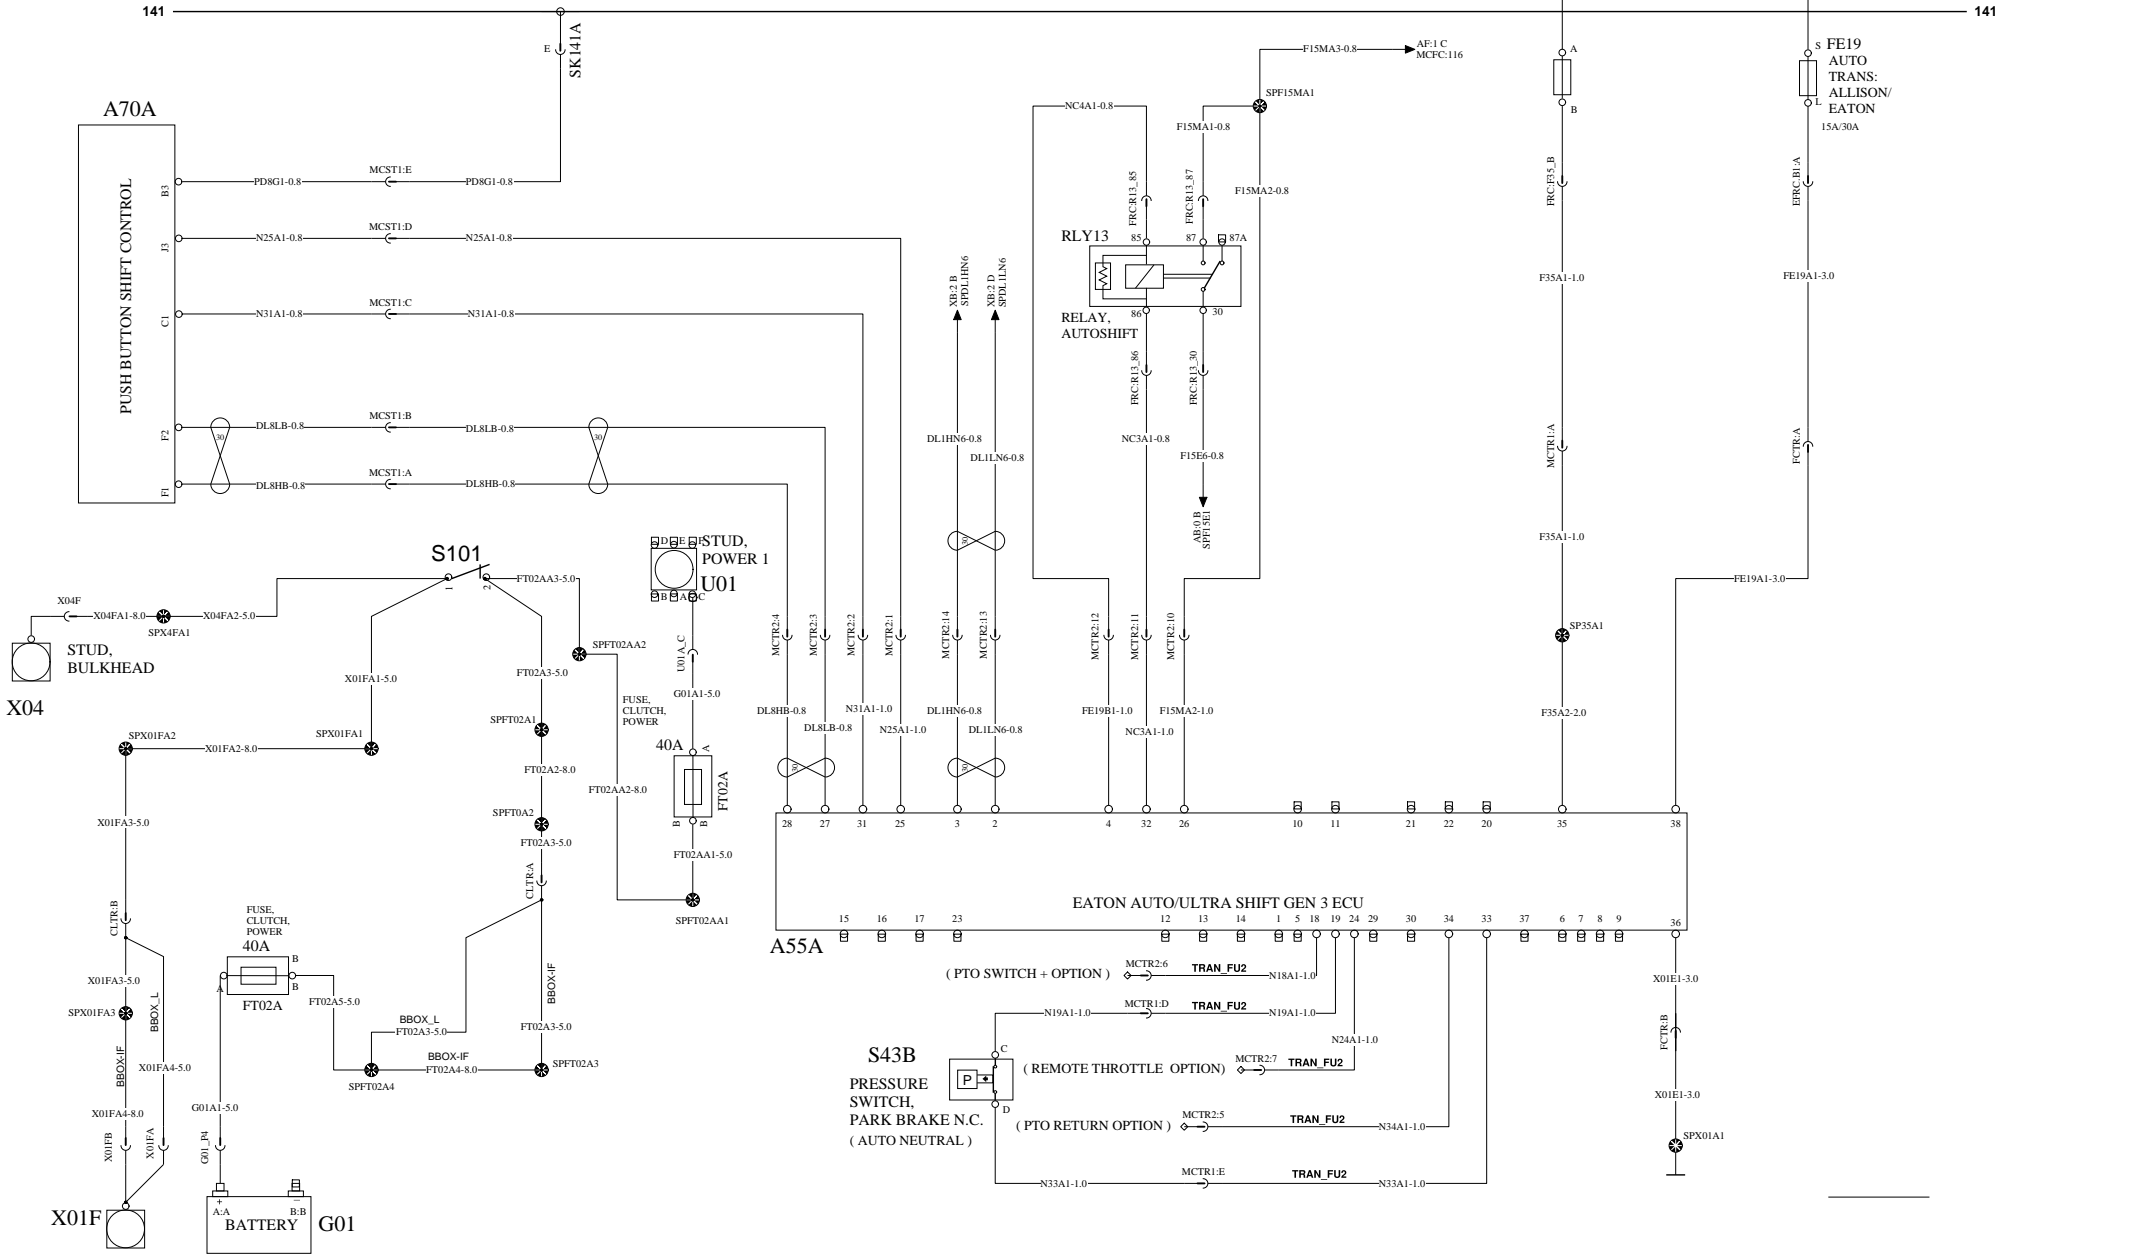 141
141
E
SK141A
F15MA3-0.8
AF:1 C
MCFC:116
A
B
S
L
FE19
AUTO
TRANS:
ALLISON/
EATON
15A/30A
A70A
PUSH BUTTON SHIFT CONTROL
B3
PD8G1-0.8
MCST1:E
PD8G1-0.8
J3
N25A1-0.8
MCST1:D
N25A1-0.8
C1
N31A1-0.8
MCST1:C
N31A1-0.8
F2
30
DL8LB-0.8
MCST1:B
DL8LB-0.8
30
F1
DL8HB-0.8
MCST1:A
DL8HB-0.8
NC4A1-0.8
SPF15MA1
F15MA1-0.8
F15MA2-0.8
FRC:R13_85
FRC:R13_87
RLY13
85
87
87A
86
30
RELAY,
AUTOSHIFT
FRC:R13_86
FRC:R13_30
NC3A1-0.8
F15E6-0.8
AB:0 B
SPF15E1
XB:2 B
SPDL1HN6
XB:2 D
SPDL1LN6
DL1HN6-0.8
DL1LN6-0.8
30
FRC:F35_B
F35A1-1.0
MCTR1:A
F35A1-1.0
SP35A1
F35A2-2.0
EFRC.B1:A
FE19A1-3.0
FCTR:A
FE19A1-3.0
S101
1
2
FT02AA3-5.0
X04F
X04FA1-8.0
SPX4FA1
X04FA2-5.0
STUD,
BULKHEAD
X04
STUD,
POWER 1
U01
D
E
F
B
A
C
U01A_C
G01A1-5.0
SPFT02AA2
FUSE,
CLUTCH,
POWER
40A
A
FT02A
B
B
FT02AA2-8.0
FT02AA1-5.0
SPFT02AA1
X01FA1-5.0
SPX01FA1
X01FA2-8.0
SPX01FA2
X01FA3-5.0
CLTR:B
X01FA3-5.0
SPX01FA3
BBOX_L
BBOX-IF
X01FA4-5.0
X01FA4-8.0
X01FB
X01FA
X01F
FT02A3-5.0
SPFT02A1
FT02A2-8.0
SPFT0A2
FT02A3-5.0
CLTR:A
BBOX-IF
FT02A3-5.0
SPFT02A3
BBOX_L
FT02A3-5.0
BBOX-IF
FT02A4-8.0
SPFT02A4
FUSE,
CLUTCH,
POWER
40A
A
B
B
FT02A
FT02A5-5.0
G01A1-5.0
G01_P4
+
−
A:A
B:B
BATTERY
G01
MCTR2:4
MCTR2:3
MCTR2:2
MCTR2:1
MCTR2:14
MCTR2:13
MCTR2:12
MCTR2:11
MCTR2:10
DL8HB-0.8
DL8LB-0.8
N31A1-1.0
N25A1-1.0
DL1HN6-0.8
DL1LN6-0.8
FE19B1-1.0
NC3A1-1.0
F15MA2-1.0
30
30
28
27
31
25
3
2
4
32
26
10
11
21
22
20
35
38
EATON AUTO/ULTRA SHIFT GEN 3 ECU
A55A
15
16
17
23
12
13
14
1
5
18
19
24
29
30
34
33
37
6
7
8
9
36
( PTO SWITCH + OPTION )
MCTR2:6
TRAN_FU2
N18A1-1.0
N19A1-1.0
MCTR1:D
TRAN_FU2
N19A1-1.0
N24A1-1.0
( REMOTE THROTTLE OPTION)
MCTR2:7
TRAN_FU2
S43B
C
P
D
PRESSURE
SWITCH,
PARK BRAKE N.C.
( AUTO NEUTRAL )
( PTO RETURN OPTION )
MCTR2:5
TRAN_FU2
N34A1-1.0
N33A1-1.0
MCTR1:E
TRAN_FU2
N33A1-1.0
X01E1-3.0
FCTR:B
X01E1-3.0
SPX01A1